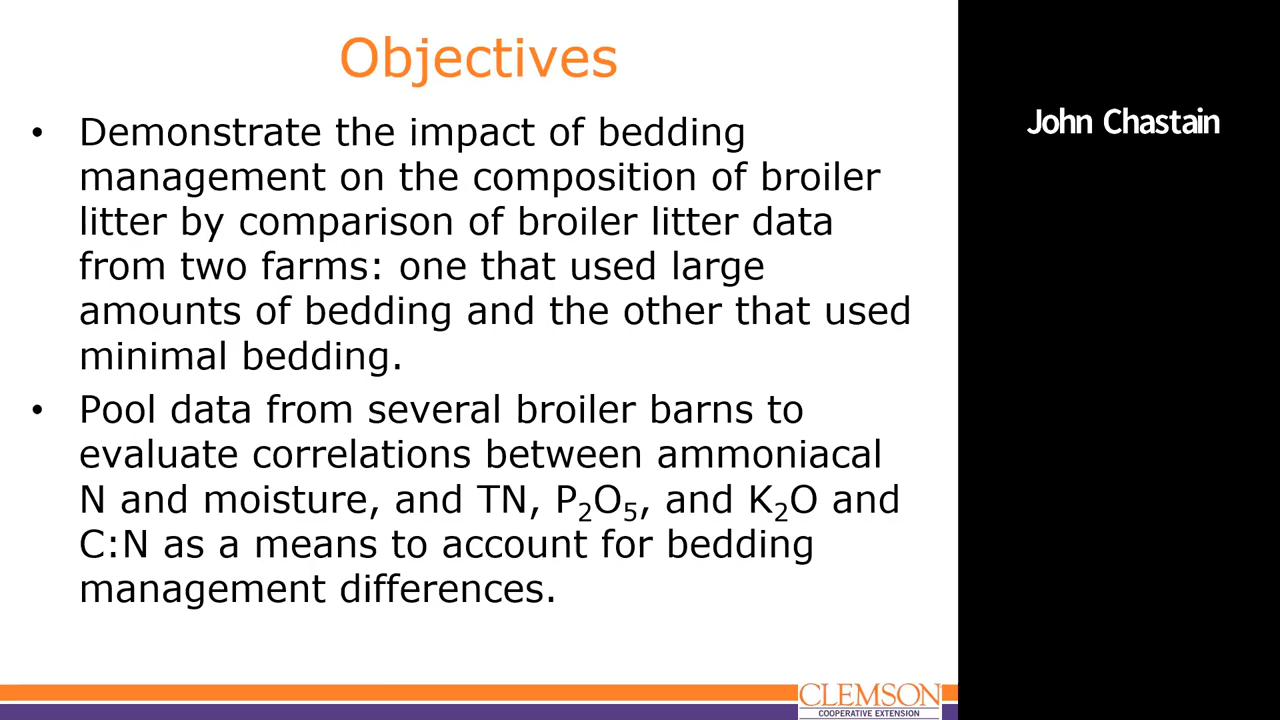 Objectives
• Demonstrate the impact of bedding
management on the composition of broiler
litter by comparison of broiler litter data
from two farms: one that used large
amounts of bedding and the other that used
minimal bedding.
• Pool data from several broiler barns to
evaluate correlations between ammoniacal
N and moisture, and TN, P₂O₅, and K₂O and
C:N as a means to account for bedding
management differences.
CLEMSON
COOPERATIVE EXTENSION
John Chastain